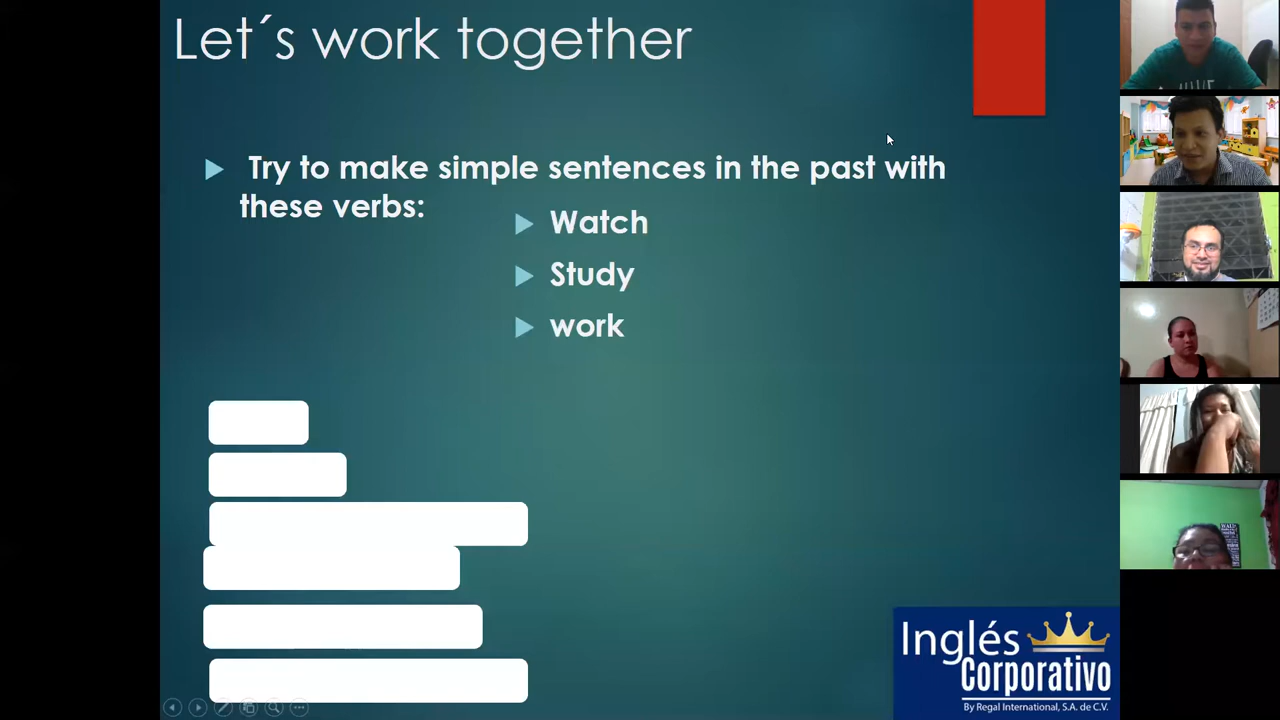 Let´s work together
Try to make simple sentences in the past with
these verbs:
Watch
Study
work
Inglés
Corporativo
By Regal International, S.A. de C.V.